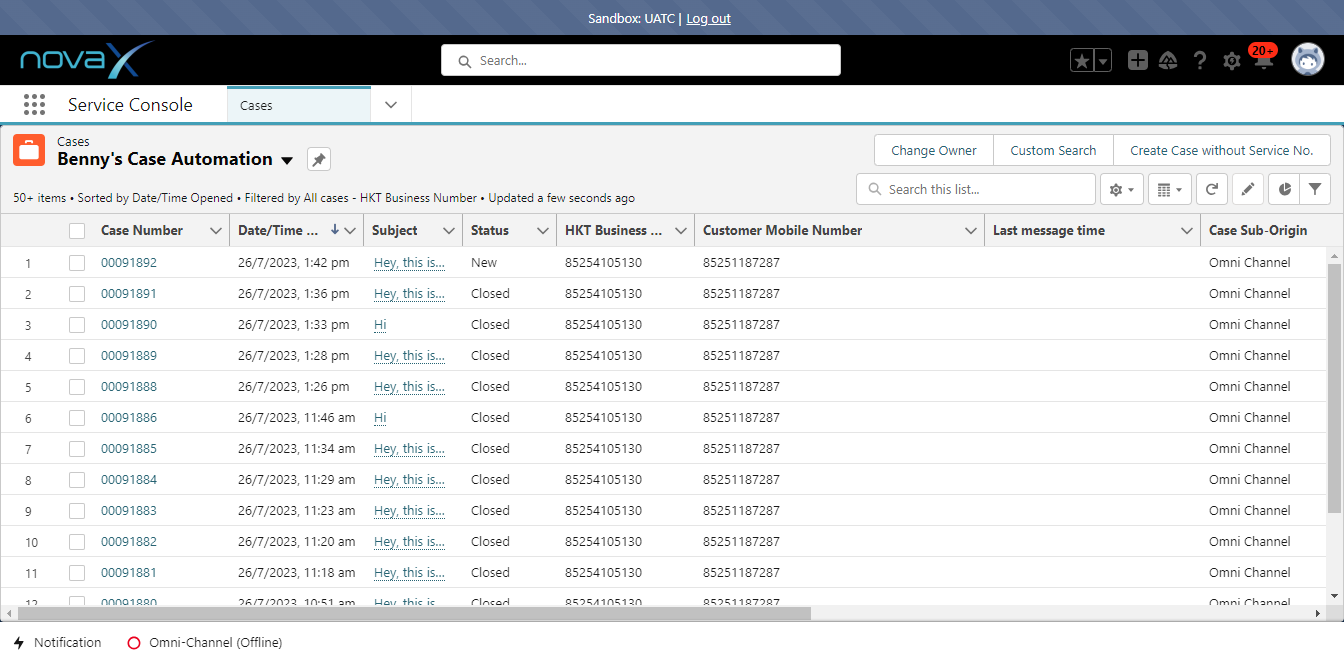 Sandbox: UATC | Log out
novaX
Search...
20+
Service Console
Cases
Cases
Benny's Case Automation
Change Owner
Custom Search
Create Case without Service No.
50+ items • Sorted by Date/Time Opened • Filtered by All cases - HKT Business Number • Updated a few seconds ago
Search this list...
Case Number Date/Time ... Subject Status HKT Business ... Customer Mobile Number Last message time Case Sub-Origin
1 00091892 26/7/2023, 1:42 pm Hey, this is... New 85254105130 85251187287 Omni Channel
2 00091891 26/7/2023, 1:36 pm Hey, this is... Closed 85254105130 85251187287 Omni Channel
3 00091890 26/7/2023, 1:33 pm Hi Closed 85254105130 85251187287 Omni Channel
4 00091889 26/7/2023, 1:28 pm Hey, this is... Closed 85254105130 85251187287 Omni Channel
5 00091888 26/7/2023, 1:26 pm Hey, this is... Closed 85254105130 85251187287 Omni Channel
6 00091886 26/7/2023, 11:46 am Hi Closed 85254105130 85251187287 Omni Channel
7 00091885 26/7/2023, 11:34 am Hey, this is... Closed 85254105130 85251187287 Omni Channel
8 00091884 26/7/2023, 11:29 am Hey, this is... Closed 85254105130 85251187287 Omni Channel
9 00091883 26/7/2023, 11:23 am Hey, this is... Closed 85254105130 85251187287 Omni Channel
10 00091882 26/7/2023, 11:20 am Hey, this is... Closed 85254105130 85251187287 Omni Channel
11 00091881 26/7/2023, 11:18 am Hey, this is... Closed 85254105130 85251187287 Omni Channel
12 00091880 26/7/2023, 10:51 am Hey, this is Closed 85254105130 85251187287 Omni Channel
Notification
Omni-Channel (Offline)